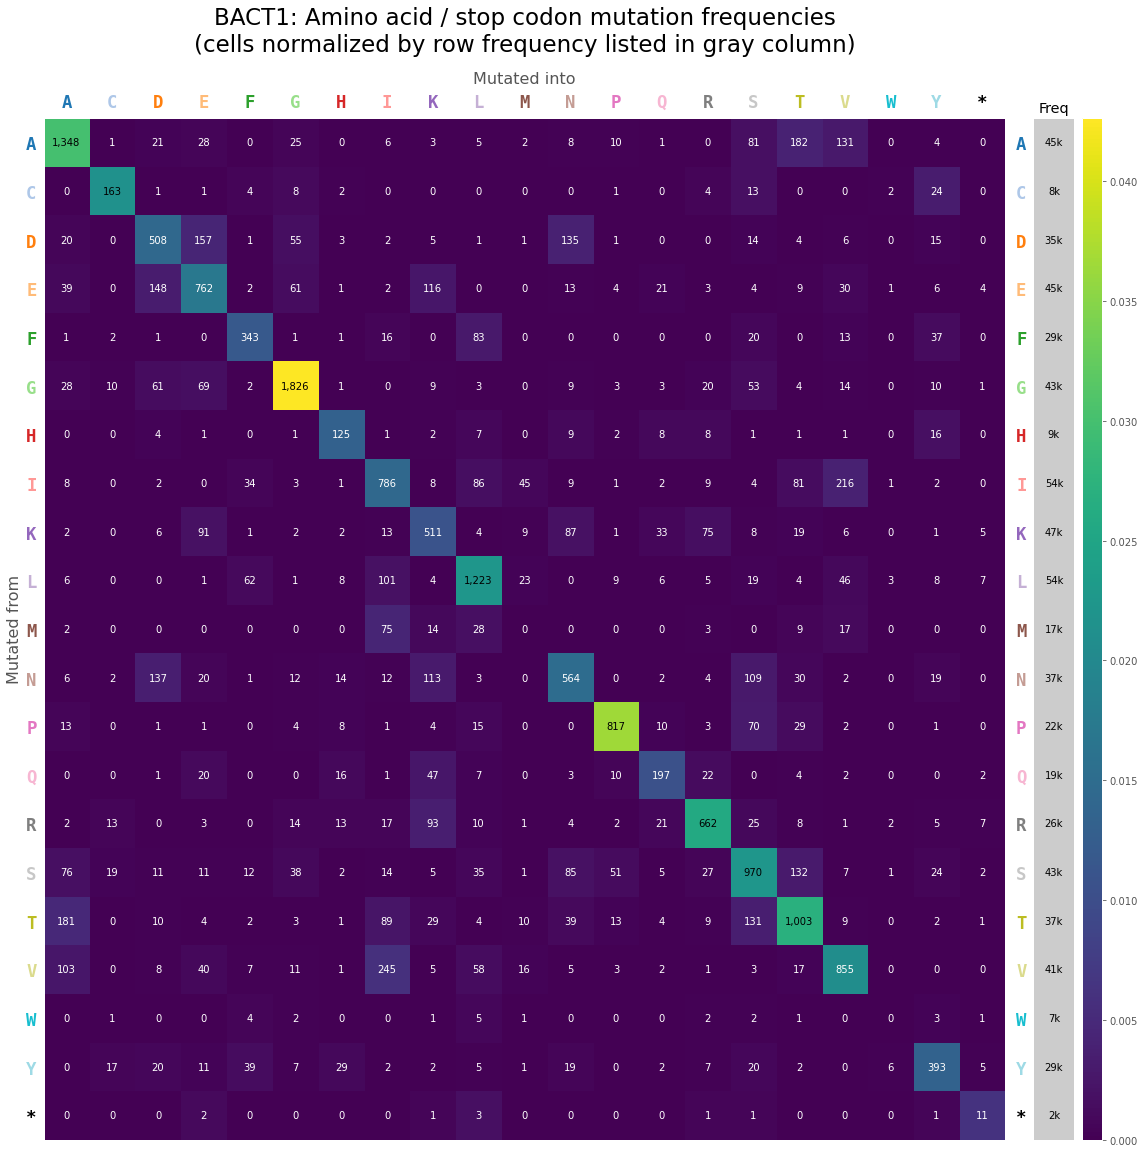 BACT1: Amino acid / stop codon mutation frequencies
(cells normalized by row frequency listed in gray column)
Mutated into
A C D E F G H I K L M N P Q R S T V W Y * Freq
A 1,348 1 21 28 0 25 0 6 3 5 2 8 10 1 0 81 182 131 0 4 0 A 45k
C 0 163 1 1 4 8 2 0 0 0 0 0 1 0 4 13 0 0 2 24 0 C 8k
D 20 0 508 157 1 55 3 2 5 1 1 135 1 0 0 14 4 6 0 15 0 D 35k
E 39 0 148 762 2 61 1 2 116 0 0 13 4 21 3 4 9 30 1 6 4 E 45k
F 1 2 1 0 343 1 1 16 0 83 0 0 0 0 0 20 0 13 0 37 0 F 29k
G 28 10 61 69 2 1,826 1 0 9 3 0 9 3 3 20 53 4 14 0 10 1 G 43k
H 0 0 4 1 0 1 125 1 2 7 0 9 2 8 8 1 1 1 0 16 0 H 9k
I 8 0 2 0 34 3 1 786 8 86 45 9 1 2 9 4 81 216 1 2 0 I 54k
K 2 0 6 91 1 2 2 13 511 4 9 87 1 33 75 8 19 6 0 1 5 K 47k
L 6 0 0 1 62 1 8 101 4 1,223 23 0 9 6 5 19 4 46 3 8 7 L 54k
M 2 0 0 0 0 0 0 75 14 28 0 0 0 0 3 0 9 17 0 0 0 M 17k
N 6 2 137 20 1 12 14 12 113 3 0 564 0 2 4 109 30 2 0 19 0 N 37k
P 13 0 1 1 0 4 8 1 4 15 0 0 817 10 3 70 29 2 0 1 0 P 22k
Q 0 0 1 20 0 0 16 1 47 7 0 3 10 197 22 0 4 2 0 0 2 Q 19k
R 2 13 0 3 0 14 13 17 93 10 1 4 2 21 662 25 8 1 2 5 7 R 26k
S 76 19 11 11 12 38 2 14 5 35 1 85 51 5 27 970 132 7 1 24 2 S 43k
T 181 0 10 4 2 3 1 89 29 4 10 39 13 4 9 131 1,003 9 0 2 1 T 37k
V 103 0 8 40 7 11 1 245 5 58 16 5 3 2 1 3 17 855 0 0 0 V 41k
W 0 1 0 0 4 2 0 0 1 5 1 0 0 0 2 2 1 0 0 3 1 W 7k
Y 0 17 20 11 39 7 29 2 2 5 1 19 0 2 7 20 2 0 6 393 5 Y 29k
* 0 0 0 2 0 0 0 0 1 3 0 0 0 0 1 1 0 0 0 1 11 * 2k
Mutated from
0.040
0.035
0.030
0.025
0.020
0.015
0.010
0.005
0.000